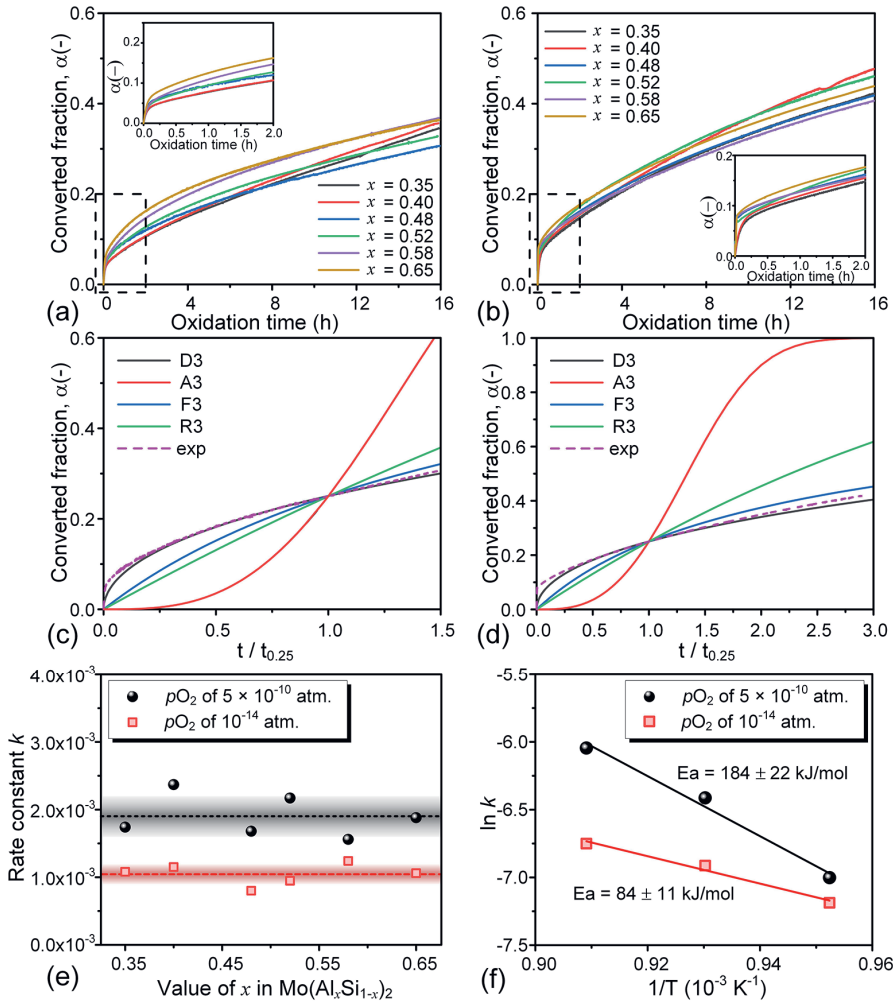 0.6
0.4
0.2
0.0
Converted fraction, α(-)
0
4
8
12
16
Oxidation time (h)
0.2
0.1
0.0
α(−)
0.0
0.5
1.0
1.5
2.0
Oxidation time (h)
x = 0.35
x = 0.40
x = 0.48
x = 0.52
x = 0.58
x = 0.65
(a)
0.6
0.4
0.2
0.0
Converted fraction, α(-)
0
4
8
12
16
Oxidation time (h)
x = 0.35
x = 0.40
x = 0.48
x = 0.52
x = 0.58
x = 0.65
0.2
0.1
0.0
α(−)
0.0
0.5
1.0
1.5
2.0
Oxidation time (h)
(b)
0.6
0.4
0.2
0.0
Converted fraction, α(-)
D3
A3
F3
R3
exp
0.0
0.5
1.0
1.5
t / t₀.₂₅
(c)
1.0
0.8
0.6
0.4
0.2
0.0
Converted fraction, α(-)
D3
A3
F3
R3
exp
0.0
0.5
1.0
1.5
2.0
2.5
3.0
t / t₀.₂₅
(d)
4.0×10⁻³
3.0×10⁻³
2.0×10⁻³
1.0×10⁻³
0.0×10⁻³
Rate constant k
pO₂ of 5 × 10⁻¹⁰ atm.
pO₂ of 10⁻¹⁴ atm.
0.35
0.45
0.55
0.65
Value of x in Mo(AlₓSi₁₋ₓ)₂
(e)
-5.5
-6.0
-6.5
-7.0
-7.5
ln k
pO₂ of 5 × 10⁻¹⁰ atm.
pO₂ of 10⁻¹⁴ atm.
Ea = 184 ± 22 kJ/mol
Ea = 84 ± 11 kJ/mol
0.90
0.92
0.94
0.96
1/T (10⁻³ K⁻¹)
(f)